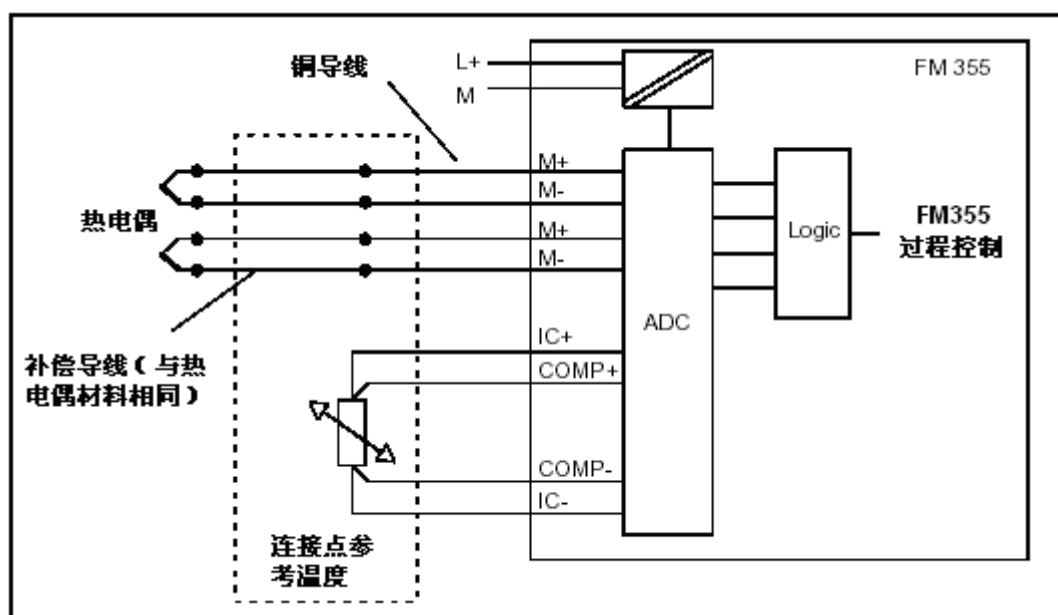 铜导线
L+
M
FM 355
M+
M-
M+
M-
热电偶
Logic
FM355
过程控制
ADC
补偿导线（与热
电偶材料相同）
IC+
COMP+
COMP-
IC-
连接点参
考温度